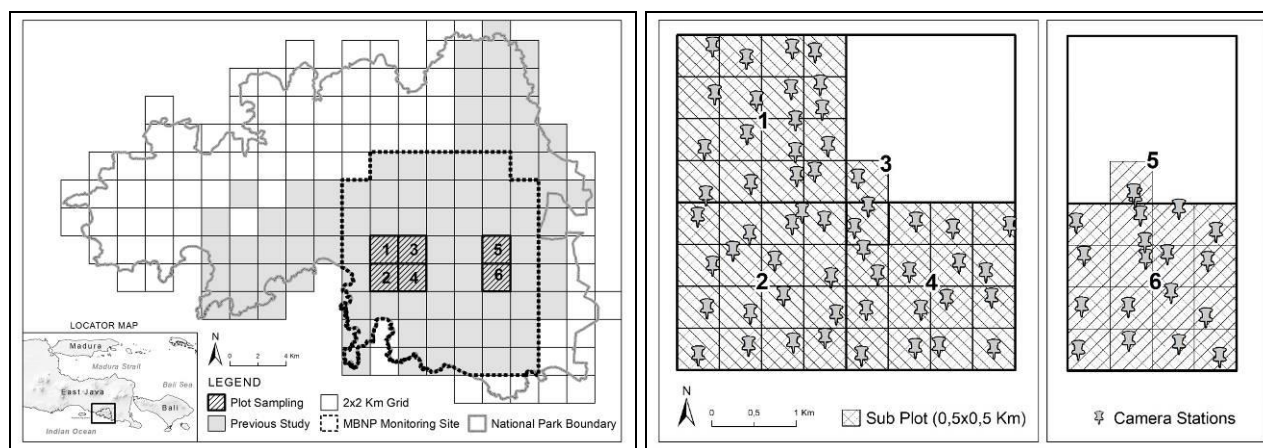 1 3 5
2 4 6
LOCATOR MAP
Madura
Madura Strait
Bali Sea
East Java
Bali
Indian Ocean
N
0 2 4 Km
LEGEND
Plot Sampling 2x2 Km Grid
Previous Study MBNP Monitoring Site National Park Boundary
1
3
2 4
5
6
N
0 0,5 1 Km
Sub Plot (0,5x0,5 Km) Camera Stations